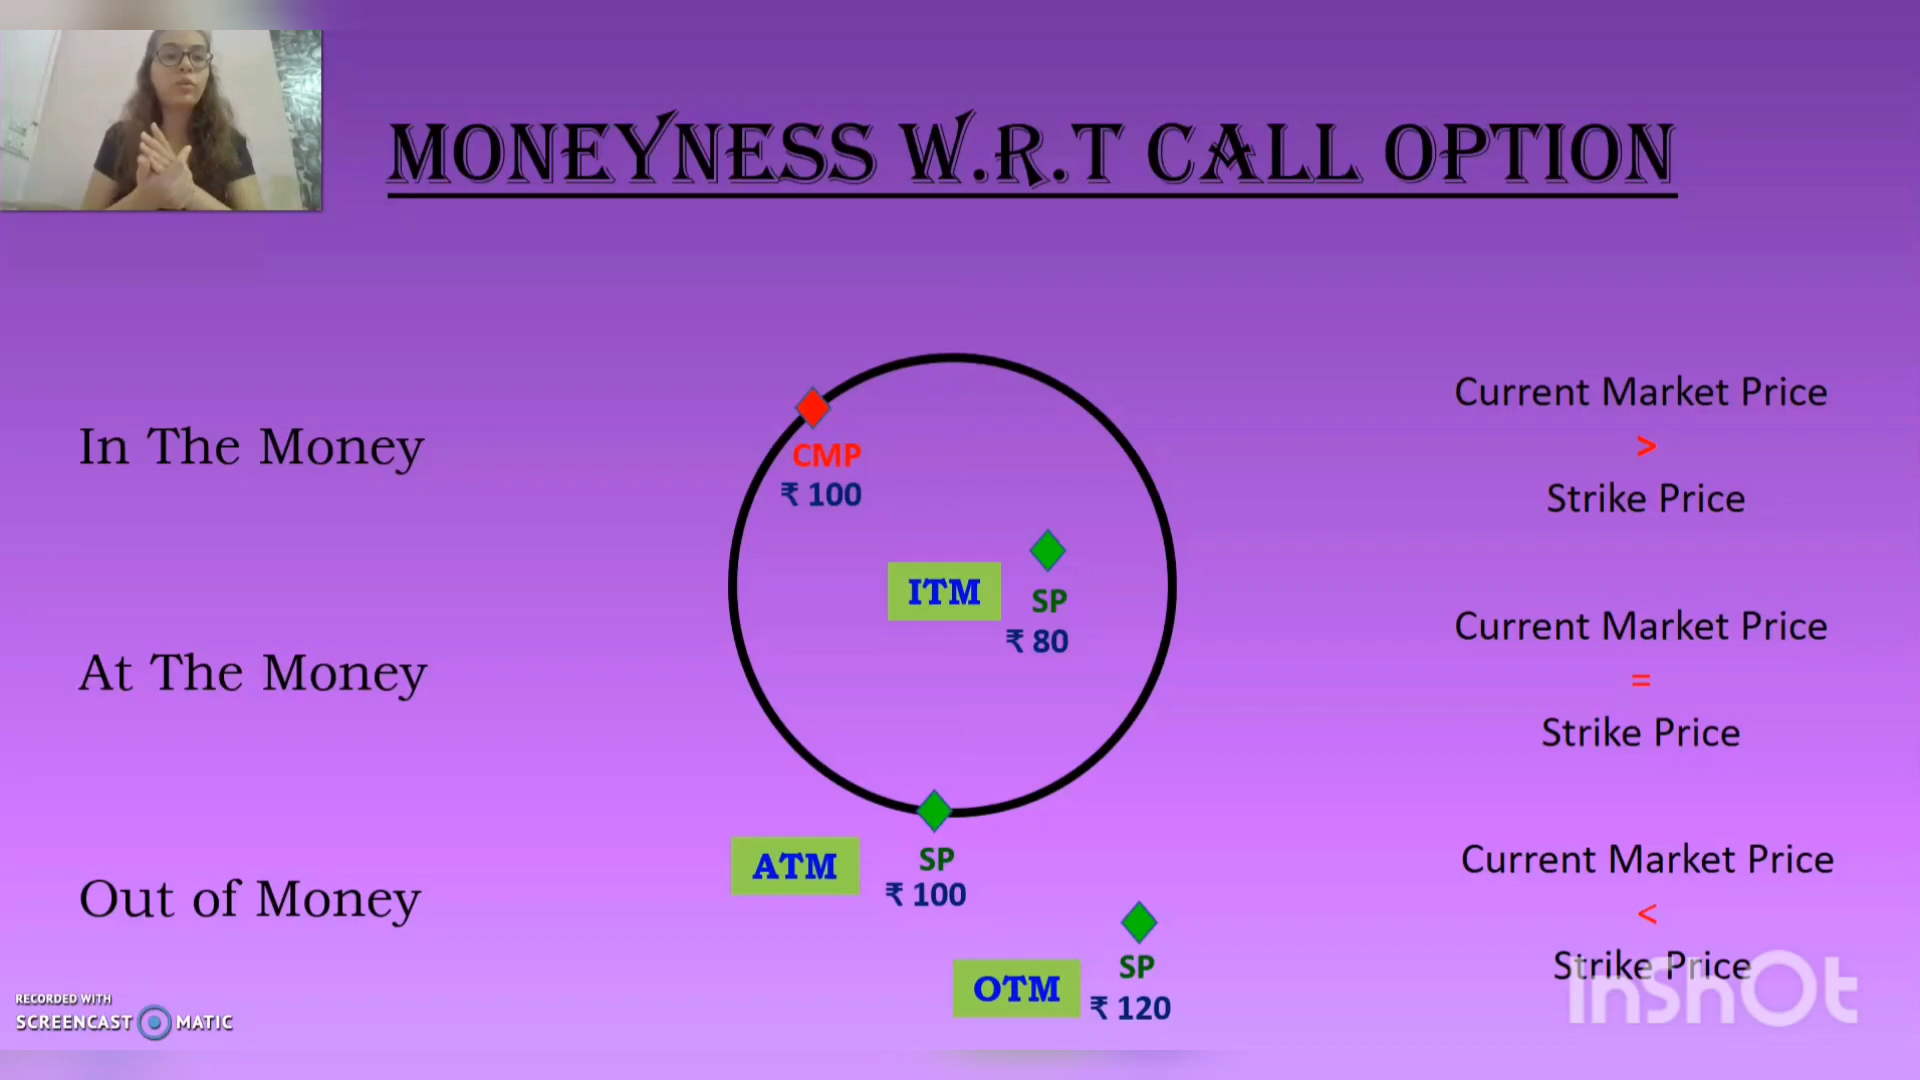 MONEYNESS W.R.T CALL OPTION
In The Money
CMP
₹ 100
Current Market Price
>
Strike Price
ITM
SP
₹ 80
At The Money
Current Market Price
=
Strike Price
Out of Money
ATM
SP
₹ 100
OTM
SP
₹ 120
Current Market Price
<
Strike Price
RECORDED WITH
SCREENCAST MATIC
InShOt